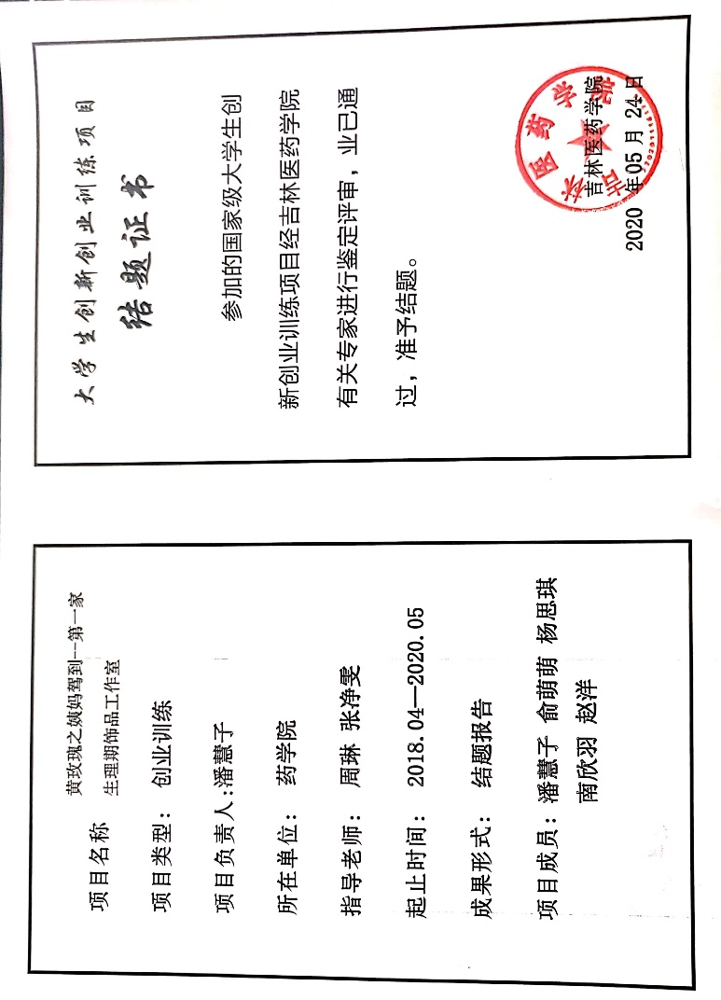 项目名称 黄玫瑰之姨妈驾到--第一家
生理期饰品工作室
项目类型： 创业训练
项目负责人:潘慧子
所在单位： 药学院
指导老师： 周琳 张净雯
起止时间： 2018.04—2020.05
成果形式： 结题报告
项目成员：潘慧子 俞萌萌 杨思琪
南欣羽 赵洋
大学生创新创业训练项目
结题证书
参加的国家级大学生创
新创业训练项目经吉林医药学院
有关专家进行鉴定评审，业已通
过，准予结题。
吉林医药学院
吉林医药学院
2020 年05 月 24 日